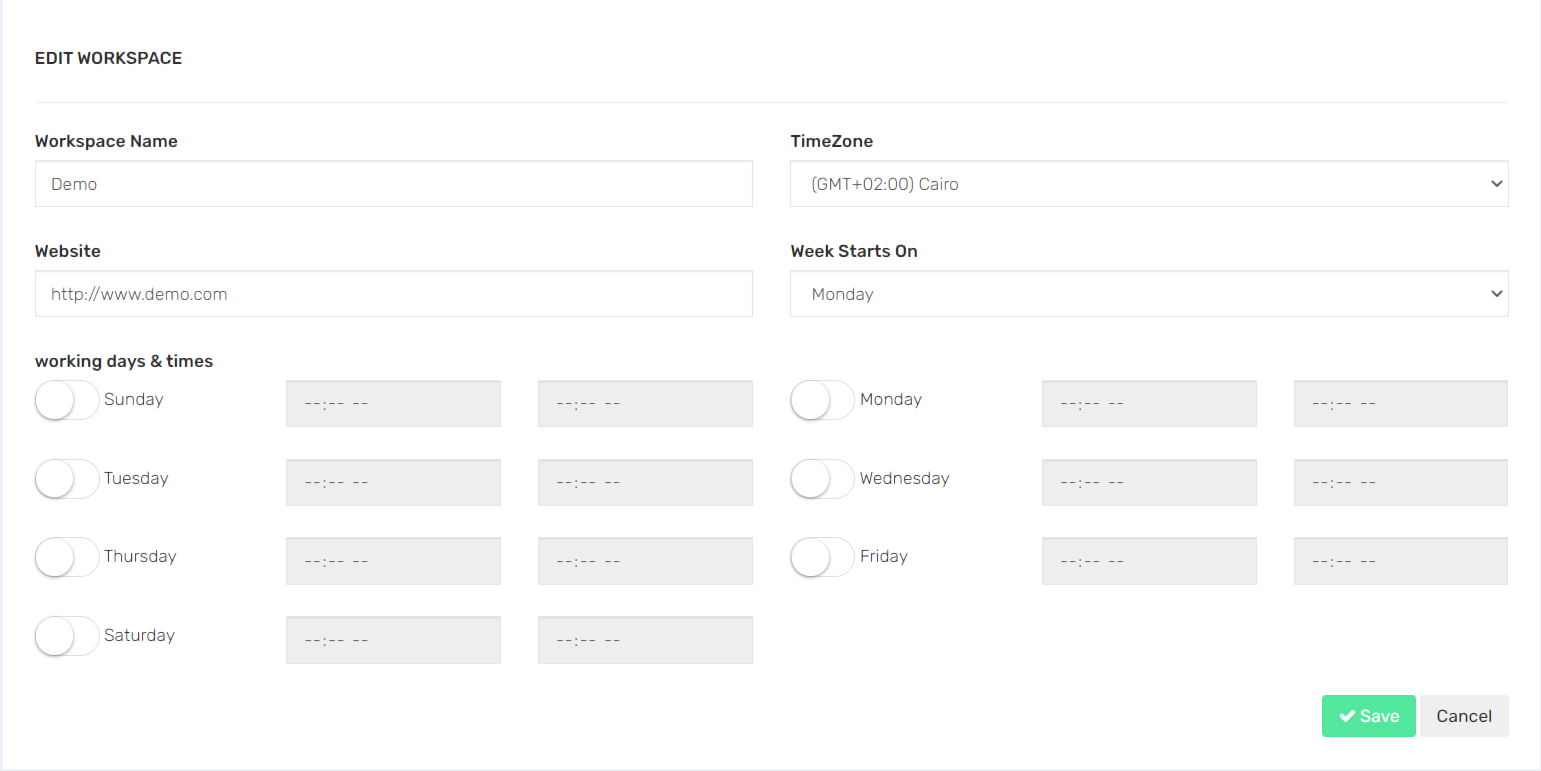 EDIT WORKSPACE
Workspace Name
TimeZone
Demo
(GMT+02:00) Cairo
Website
Week Starts On
http://www.demo.com
Monday
working days & times
Sunday --:-- -- --:-- -- Monday --:-- -- --:-- --
Tuesday --:-- -- --:-- -- Wednesday --:-- -- --:-- --
Thursday --:-- -- --:-- -- Friday --:-- -- --:-- --
Saturday --:-- -- --:-- --
Save Cancel